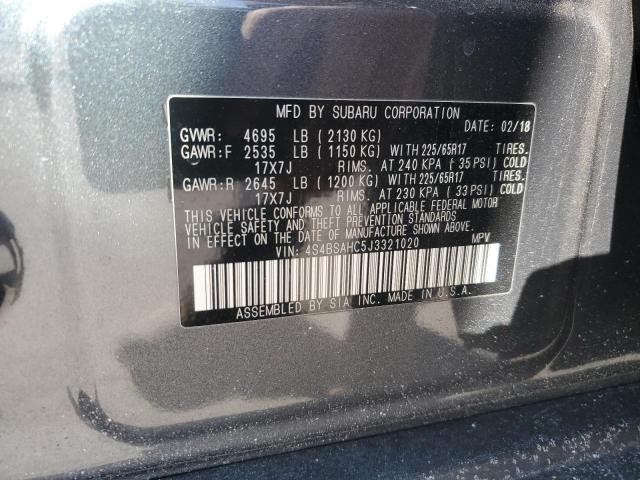 MFD BY SUBARU CORPORATION
DATE: 02/18
GVWR: 4695 LB ( 2130 KG)
GAWR:F 2535 LB ( 1150 KG) WITH 225/65R17 TIRES.
17X7J RIMS. AT 240 KPA ( 35 PSI) COLD
GAWR:R 2645 LB ( 1200 KG) WITH 225/65R17 TIRES.
17X7J RIMS. AT 230 KPA ( 33 PSI) COLD
THIS VEHICLE CONFORMS TO ALL APPLICABLE FEDERAL MOTOR
VEHICLE SAFETY AND THEFT PREVENTION STANDARDS
IN EFFECT ON THE DATE OF MANUFACTURE SHOWN ABOVE.
VIN: 4S4BSAHC5J3321020 MPV
ASSEMBLED BY SIA INC. MADE IN U.S.A.